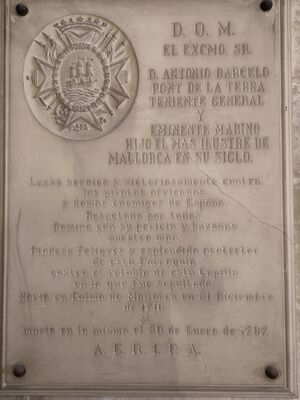 D. O. M.
EL EXCMO. SR.
D. ANTONIO BARCELO
PONT DE LA TERRA
TENIENTE GENERAL
Y
EMINENTE MARINO
HIJO EL MAS ILUSTRE DE
MALLORCA EN SU SIGLO.
Lucho heroica y victoriosamente contra
los piratas
y demas enemigos de España.
Respetado por todos
Domino con su pericia y hazañas
nuestro mar.
Piadoso feligres y esplendido protector
de esta Parroquia
costeo el retablo de esta Capilla
en la que fue sepultado
Nacio en Palma de Mallorca en 31 Diciembre
de 1716
y
murio en la misma el 30 de Enero de 1797
A. E. R. I. P. A.